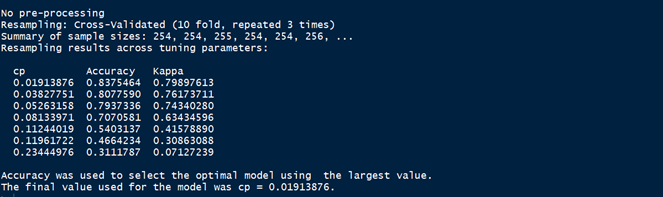 No pre-processing
Resampling: Cross-Validated (10 fold, repeated 3 times)
Summary of sample sizes: 254, 254, 255, 254, 254, 256, ...
Resampling results across tuning parameters:
cp Accuracy Kappa
0.01913876 0.8375464 0.79897613
0.03827751 0.8077590 0.76173711
0.05263158 0.7937336 0.74340280
0.08133971 0.7070581 0.63434596
0.11244019 0.5403137 0.41578890
0.11961722 0.4664234 0.30863088
0.23444976 0.3111787 0.07127239
Accuracy was used to select the optimal model using  the largest value.
The final value used for the model was cp = 0.01913876.